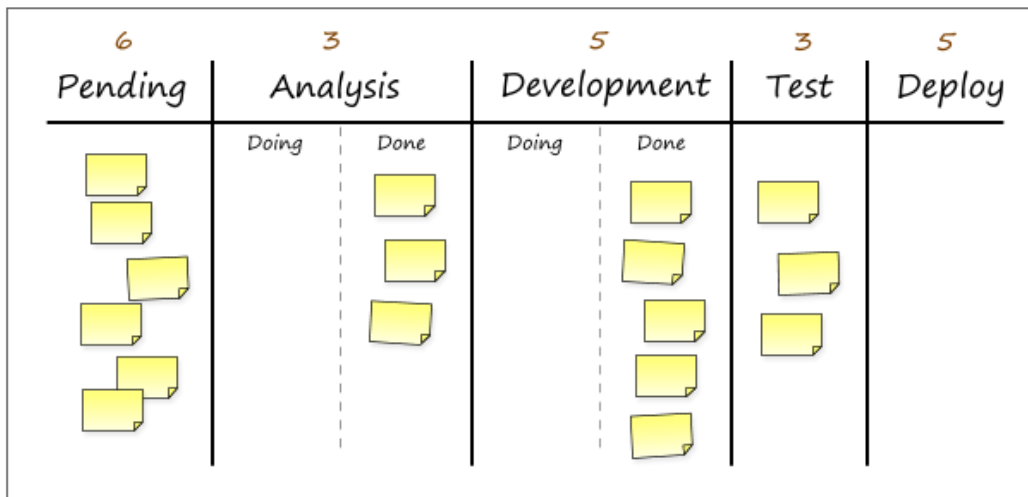 6 3 5 3 5
Pending Analysis Development Test Deploy
Doing Done Doing Done